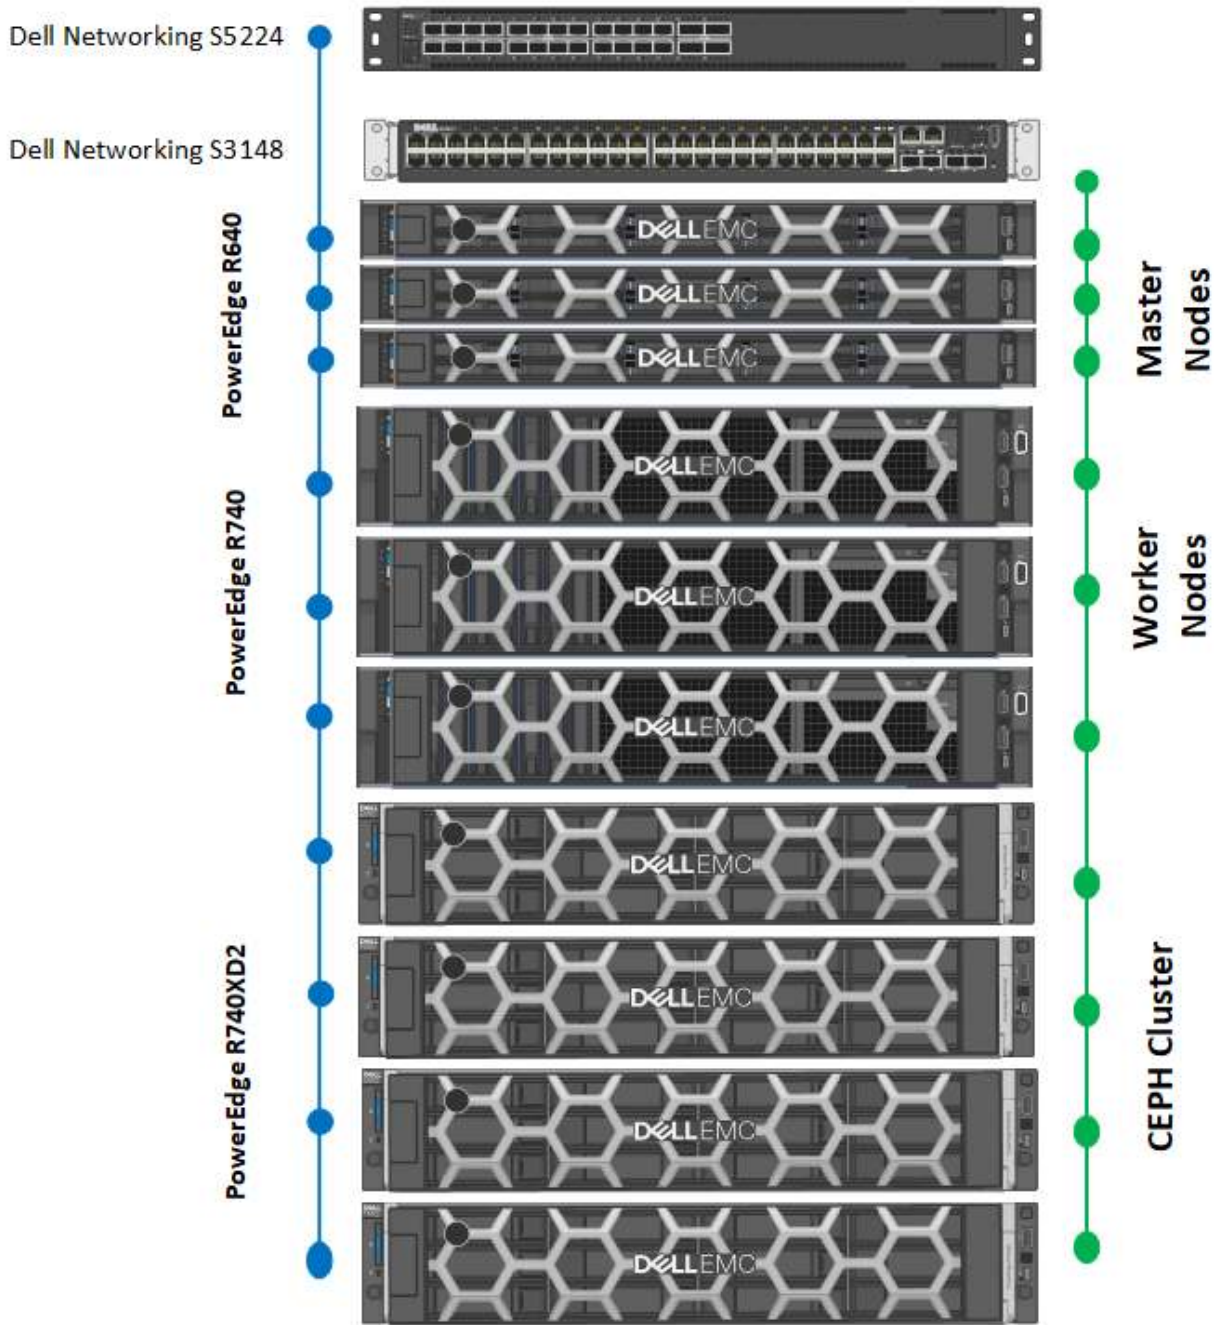 Dell Networking S5224
Dell Networking S3148
DELL
PowerEdge R640
DELLEMC
DELLEMC
DELLEMC
Master
Nodes
PowerEdge R740
DELLEMC
DELLEMC
DELLEMC
Worker
Nodes
PowerEdge R740XD2
DELLEMC
DELLEMC
DELLEMC
DELLEMC
CEPH Cluster